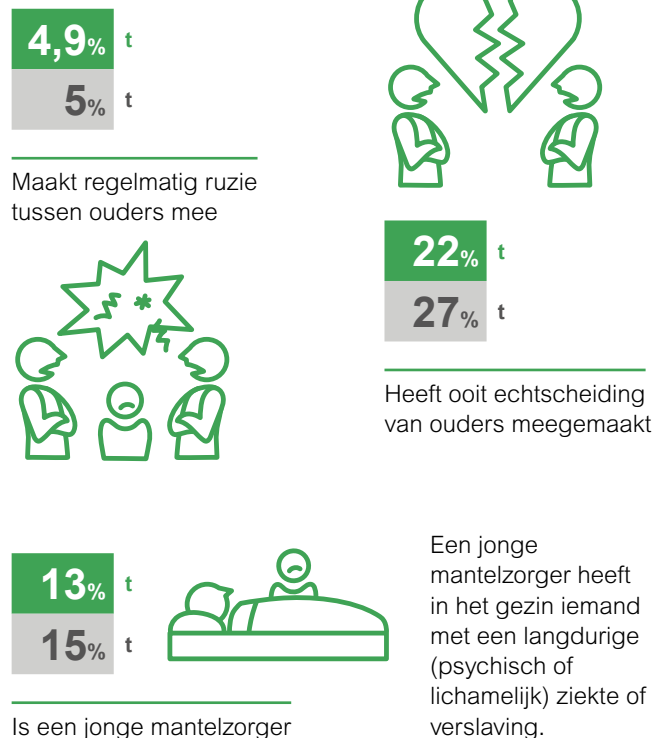 4,9% t
5% t
Maakt regelmatig ruzie
tussen ouders mee
22% t
27% t
Heeft ooit echtscheiding
van ouders meegemaakt
13% t
15% t
Is een jonge mantelzorger
Een jonge
mantelzorger heeft
in het gezin iemand
met een langdurige
(psychisch of
lichamelijk) ziekte of
verslaving.